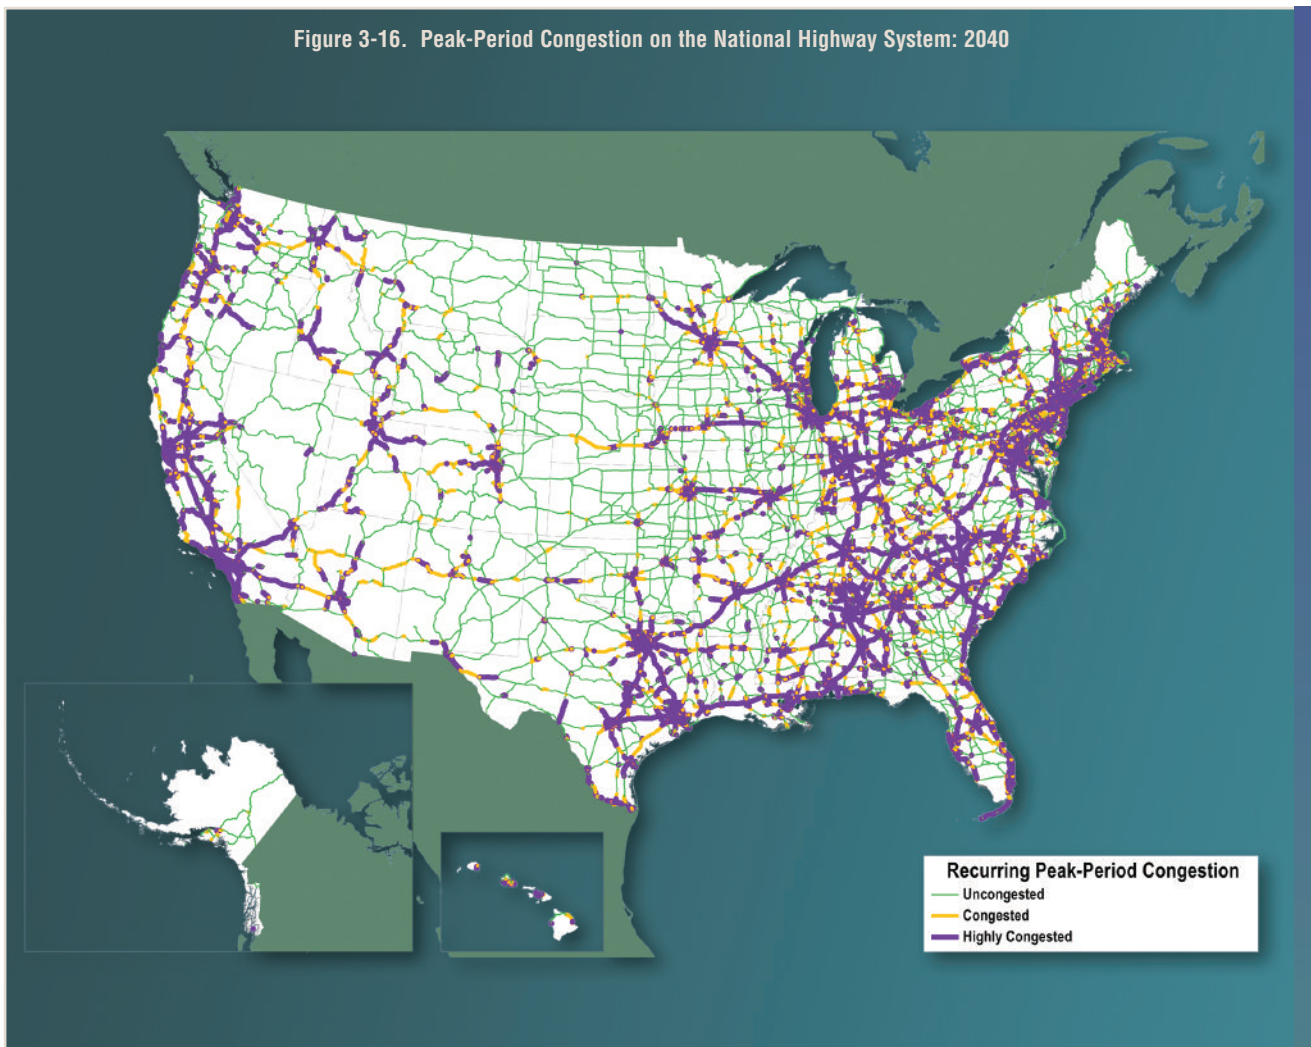 Figure 3-16. Peak-Period Congestion on the National Highway System: 2040
Recurring Peak-Period Congestion
Uncongested
Congested
Highly Congested